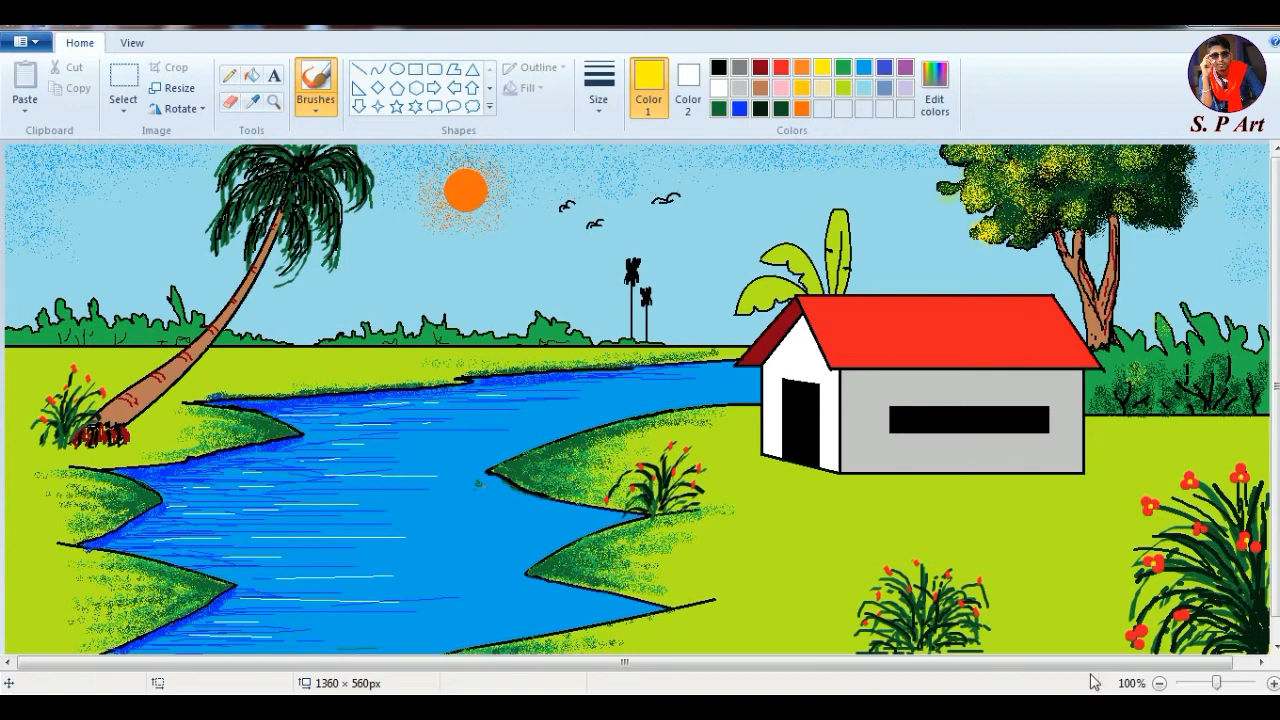 Home View
Paste Cut Copy
Clipboard
Select Crop Resize Rotate
Image
A
Tools
Brushes
Outline Fill
Shapes
Size
Color 1 Color 2 Edit colors
Colors
S. P Art
1360 × 560px
100%